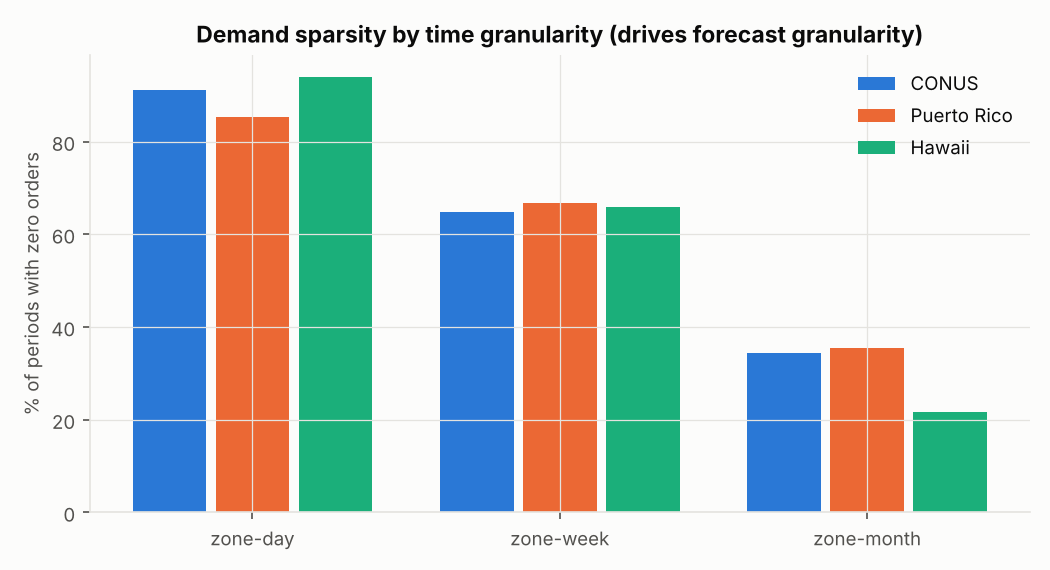 Demand sparsity by time granularity (drives forecast granularity)
CONUS
Puerto Rico
Hawaii
% of periods with zero orders
80
60
40
20
0
zone-day
zone-week
zone-month